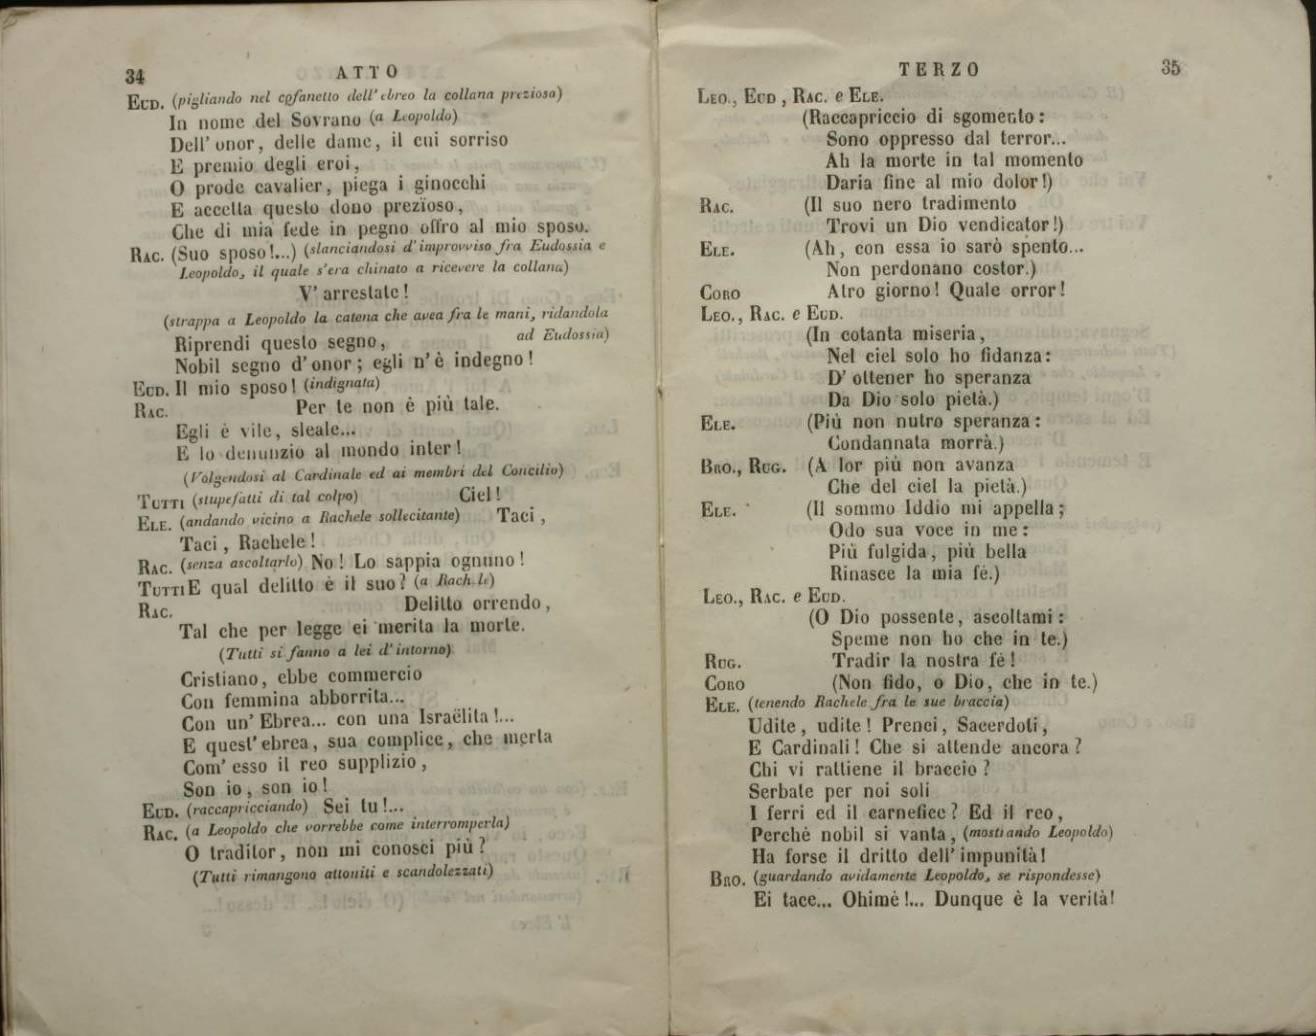 34 ATTO
EUD. (pigliando nel cofanetto dell' ebreo la collana preziosa)
In nome del Sovrano (a Leopoldo)
Dell' onor, delle dame, il cui sorriso
E premio degli eroi,
O prode cavalier, piega i ginocchi
E accetta questo dono prezïoso,
Che di mia fede in pegno offro al mio sposo.
RAC. (Suo sposo!...) (slanciandosi d'improvviso fra Eudossia e
Leopoldo, il quale s'era chinato a ricevere la collana)
V' arrestate!
(strappa a Leopoldo la catena che avea fra le mani, ridandola
ad Eudossia)
Riprendi questo segno,
Nobil segno d' onor; egli n' è indegno!
EUD. Il mio sposo! (indignata)
RAC. Per te non è più tale.
Egli è vile, sleale...
E lo denunzio al mondo inter!
(Volgendosi al Cardinale ed ai membri del Concilio)
TUTTI (stupefatti di tal colpo) Ciel!
ELE. (andando vicino a Rachele sollecitante) Taci,
Taci, Rachele!
RAC. (senza ascoltarlo) No! Lo sappia ognuno!
TUTTI E qual delitto è il suo? (a Rachele)
RAC. Delitto orrendo,
Tal che per legge ei merita la morte.
(Tutti si fanno a lei d'intorno)
Cristiano, ebbe commercio
Con femmina abborrita...
Con un' Ebrea... con una Israëlita!...
E quest' ebrea, sua complice, che merta
Com' esso il reo supplizio,
Son io, son io!
EUD. (raccapricciando) Sei tu!...
RAC. (a Leopoldo che vorrebbe come interromperla)
O traditor, non mi conosci più?
(Tutti rimangono attoniti e scandolezzati)
TERZO 35
LEO., EUD, RAC. e ELE.
(Raccapriccio di sgomento:
Sono oppresso dal terror...
Ah la morte in tal momento
Daria fine al mio dolor!)
RAC. (Il suo nero tradimento
Trovi un Dio vendicator!)
ELE. (Ah, con essa io sarò spento...
Non perdonano costor.)
CORO Atro giorno! Quale orror!
LEO., RAC. e EUD.
(In cotanta miseria,
Nel ciel solo ho fidanza:
D' ottener ho speranza
Da Dio solo pietà.)
ELE. (Più non nutro speranza:
Condannata morrà.)
BRO., RUG. (A lor più non avanza
Che del ciel la pietà.)
ELE. (Il sommo Iddio mi appella;
Odo sua voce in me:
Più fulgida, più bella
Rinasce la mia fè.)
LEO., RAC. e EUD.
(O Dio possente, ascoltami:
Speme non ho che in te.)
RUG. Tradir la nostra fè!
CORO (Non fido, o Dio, che in te.)
ELE. (tenendo Rachele fra le sue braccia)
Udite, udite! Prenci, Sacerdoti,
E Cardinali! Che si attende ancora?
Chi vi rattiene il braccio?
Serbate per noi soli
I ferri ed il carnefice? Ed il reo,
Perchè nobil si vanta, (mostrando Leopoldo)
Ha forse il dritto dell' impunità!
BRO. (guardando avidamente Leopoldo, se rispondesse)
Ei tace... Ohimè!... Dunque è la verità!